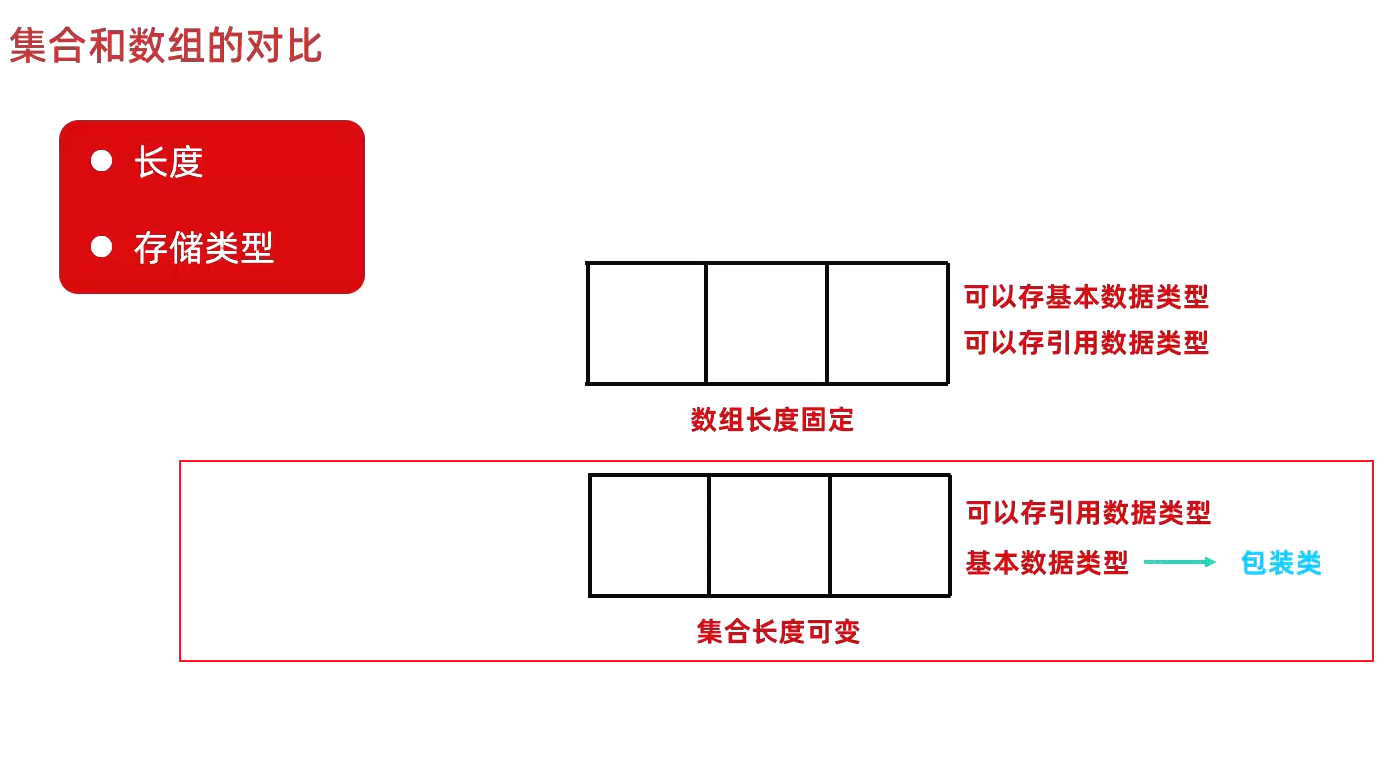 集合和数组的对比
长度
存储类型
可以存基本数据类型
可以存引用数据类型
数组长度固定
可以存引用数据类型
基本数据类型 包装类
集合长度可变